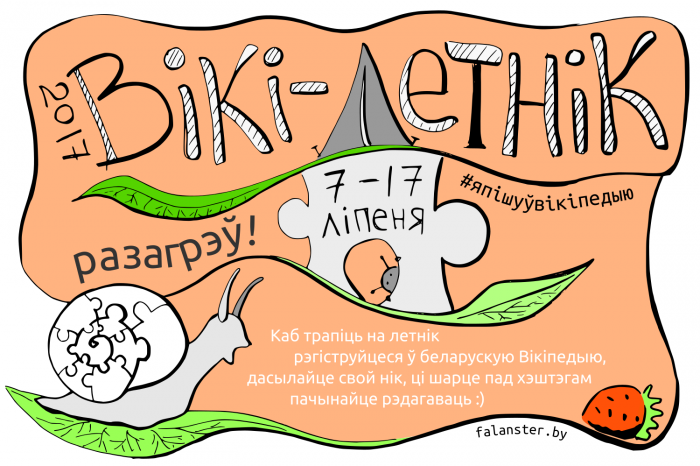 2017
Вікі-Летнік
7-17
ліпеня
#япішуўвікіпедыю
разагрэў!
Каб трапіць на летнік
рэгіструйцеся ў беларускую Вікіпедыю,
дасылайце свой нік, ці шарце пад хэштэгам
пачынайце рэдагаваць :)
falanster.by